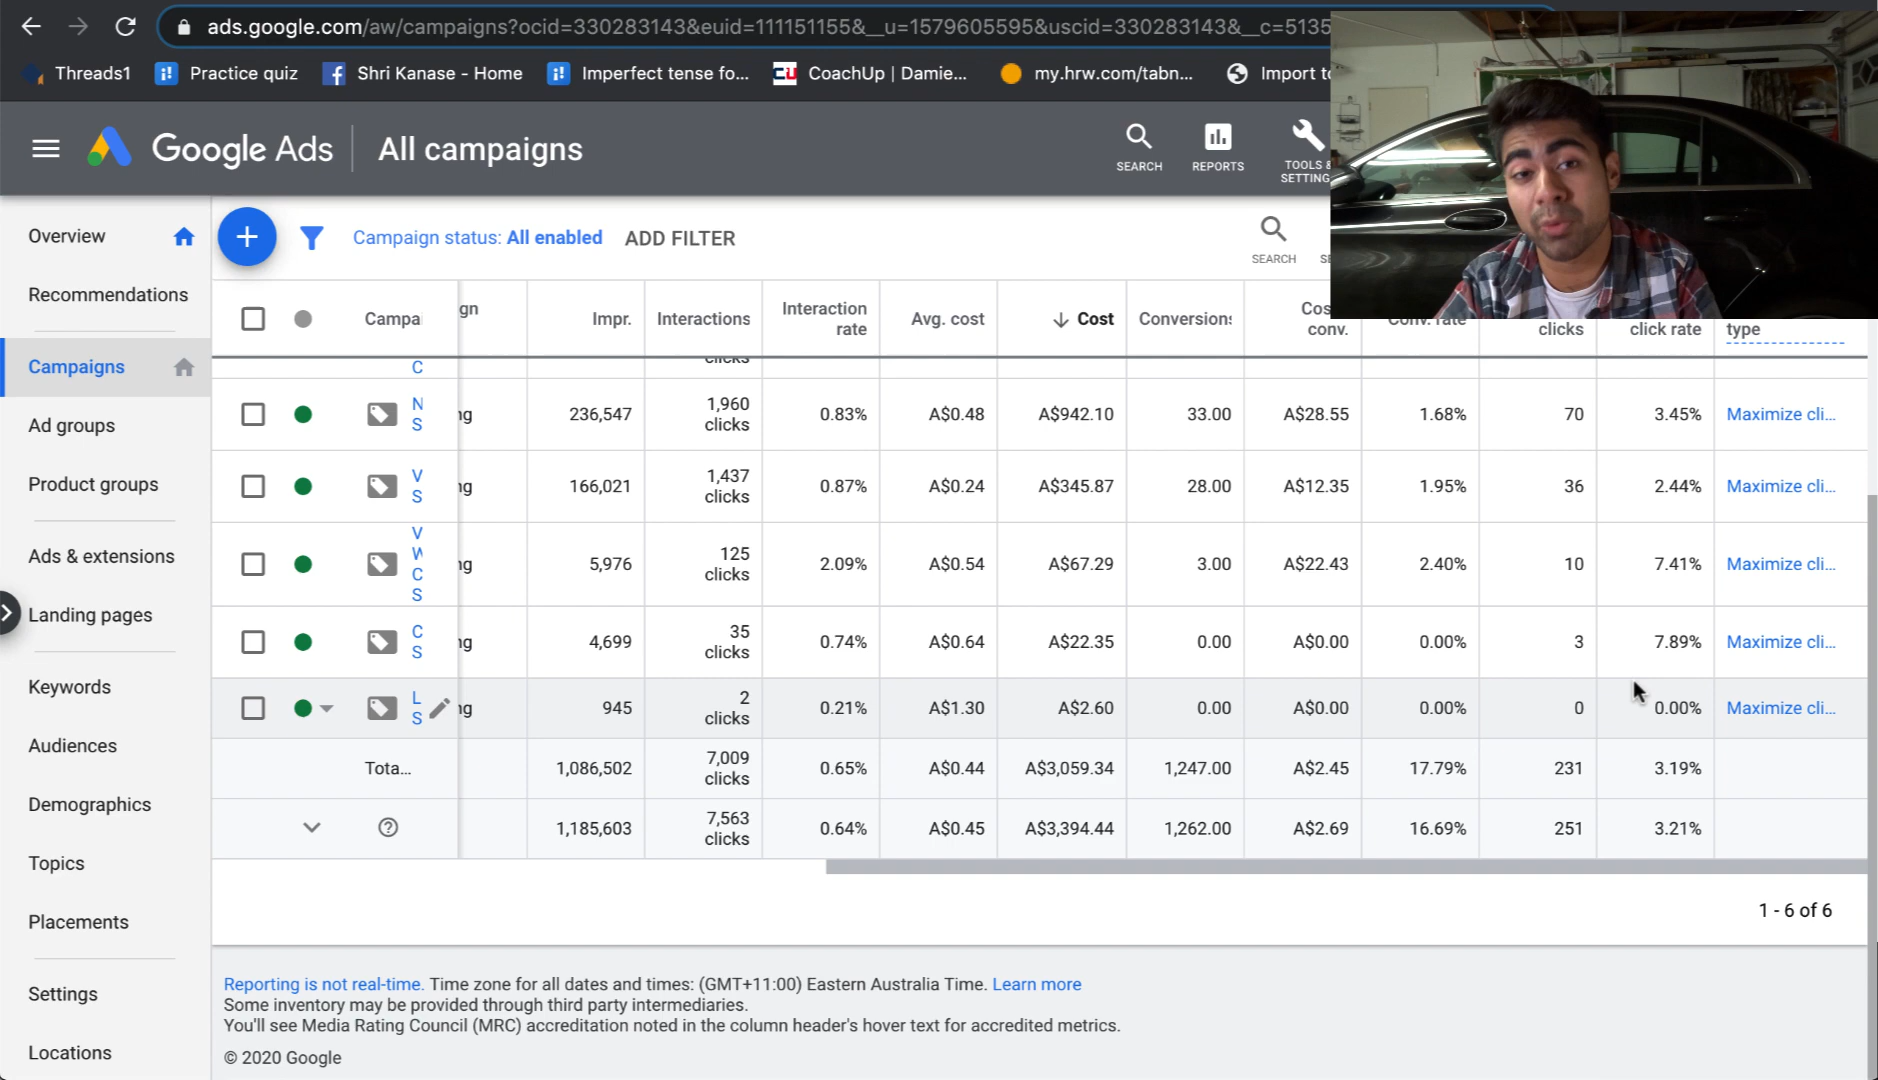 ads.google.com/aw/campaigns?ocid=330283143&euid=111151155&__u=1579605595&uscid=330283143&__c=5135
Threads1 Practice quiz Shri Kanase - Home Imperfect tense fo... CoachUp | Damie... my.hrw.com/tabn... Import to
Google Ads All campaigns
SEARCH REPORTS TOOLS &
SETTING
Overview
Recommendations
Campaigns
Ad groups
Product groups
Ads & extensions
Landing pages
Keywords
Audiences
Demographics
Topics
Placements
Settings
Locations
Campaign status: All enabled ADD FILTER
SEARCH
Campai gn Impr. Interactions Interaction rate Avg. cost Cost Conversions Cos conv. Conv. rate clicks click rate type
C clicks
N S ng 236,547 1,960 clicks 0.83% A$0.48 A$942.10 33.00 A$28.55 1.68% 70 3.45% Maximize cli...
V S ng 166,021 1,437 clicks 0.87% A$0.24 A$345.87 28.00 A$12.35 1.95% 36 2.44% Maximize cli...
V W C S ng 5,976 125 clicks 2.09% A$0.54 A$67.29 3.00 A$22.43 2.40% 10 7.41% Maximize cli...
C S ng 4,699 35 clicks 0.74% A$0.64 A$22.35 0.00 A$0.00 0.00% 3 7.89% Maximize cli...
L S ng 945 2 clicks 0.21% A$1.30 A$2.60 0.00 A$0.00 0.00% 0 0.00% Maximize cli...
Tota... 1,086,502 7,009 clicks 0.65% A$0.44 A$3,059.34 1,247.00 A$2.45 17.79% 231 3.19%
1,185,603 7,563 clicks 0.64% A$0.45 A$3,394.44 1,262.00 A$2.69 16.69% 251 3.21%
1 - 6 of 6
Reporting is not real-time. Time zone for all dates and times: (GMT+11:00) Eastern Australia Time. Learn more
Some inventory may be provided through third party intermediaries.
You'll see Media Rating Council (MRC) accreditation noted in the column header's hover text for accredited metrics.
© 2020 Google